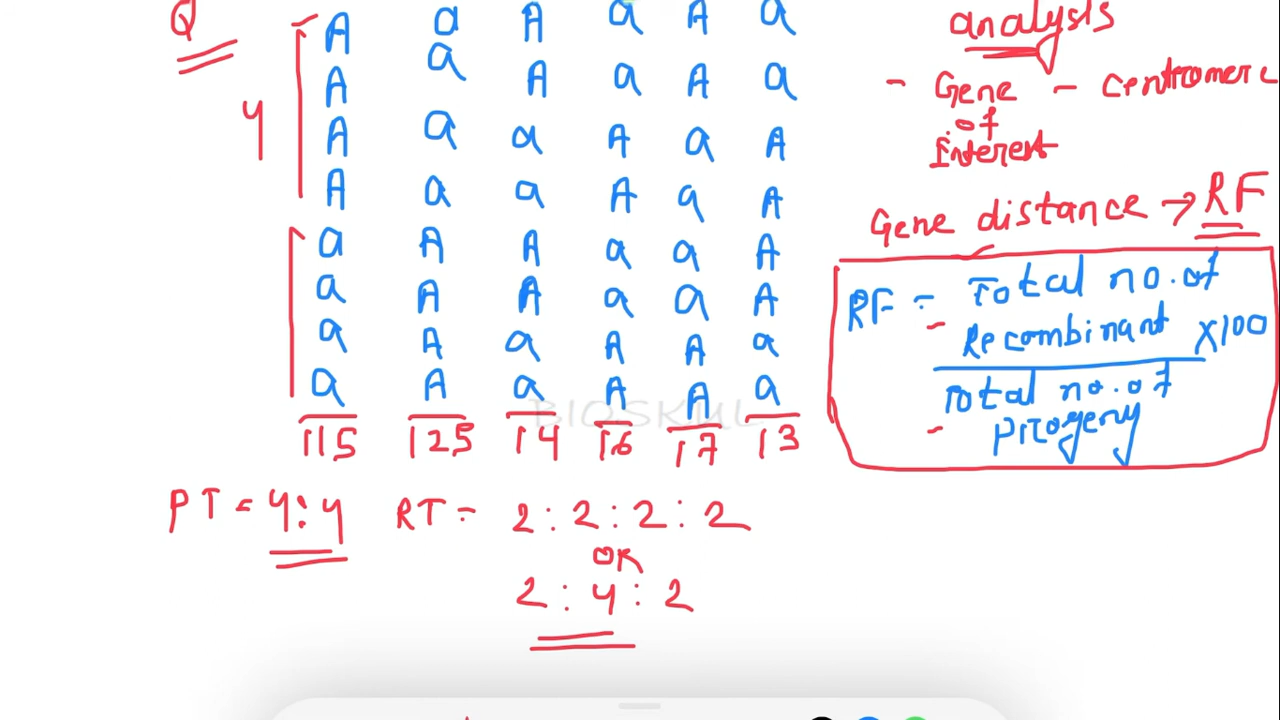 Q
A a A a A a
A a A a A a
4
A a a A a A
A a a A a A
a A A a a A
a A A a a A
a A a A A a
a A a A A a
115 125 14 16 17 13
PT = 4:4 RT = 2 : 2 : 2 : 2
OR
2 : 4 : 2
analysis
- Gene - centromere
of
Interest
Gene distance → RF
RF = Total no. of
Recombinant X100
Total no. of
progeny
BIOSKUL